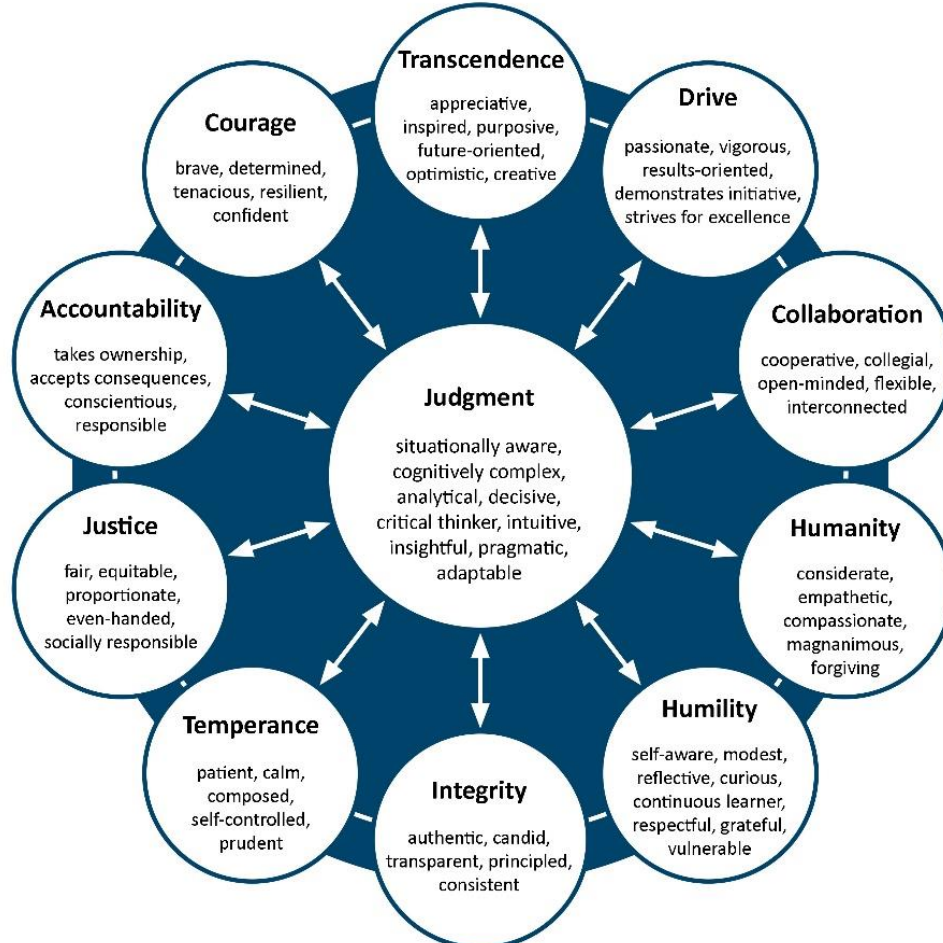 Transcendence
appreciative,
inspired, purposive,
future-oriented,
optimistic, creative
Drive
passionate, vigorous,
results-oriented,
demonstrates initiative,
strives for excellence
Collaboration
cooperative, collegial,
open-minded, flexible,
interconnected
Humanity
considerate,
empathetic,
compassionate,
magnanimous,
forgiving
Humility
self-aware, modest,
reflective, curious,
continuous learner,
respectful, grateful,
vulnerable
Integrity
authentic, candid,
transparent, principled,
consistent
Temperance
patient, calm,
composed,
self-controlled,
prudent
Justice
fair, equitable,
proportionate,
even-handed,
socially responsible
Accountability
takes ownership,
accepts consequences,
conscientious,
responsible
Courage
brave, determined,
tenacious, resilient,
confident
Judgment
situationally aware,
cognitively complex,
analytical, decisive,
critical thinker, intuitive,
insightful, pragmatic,
adaptable